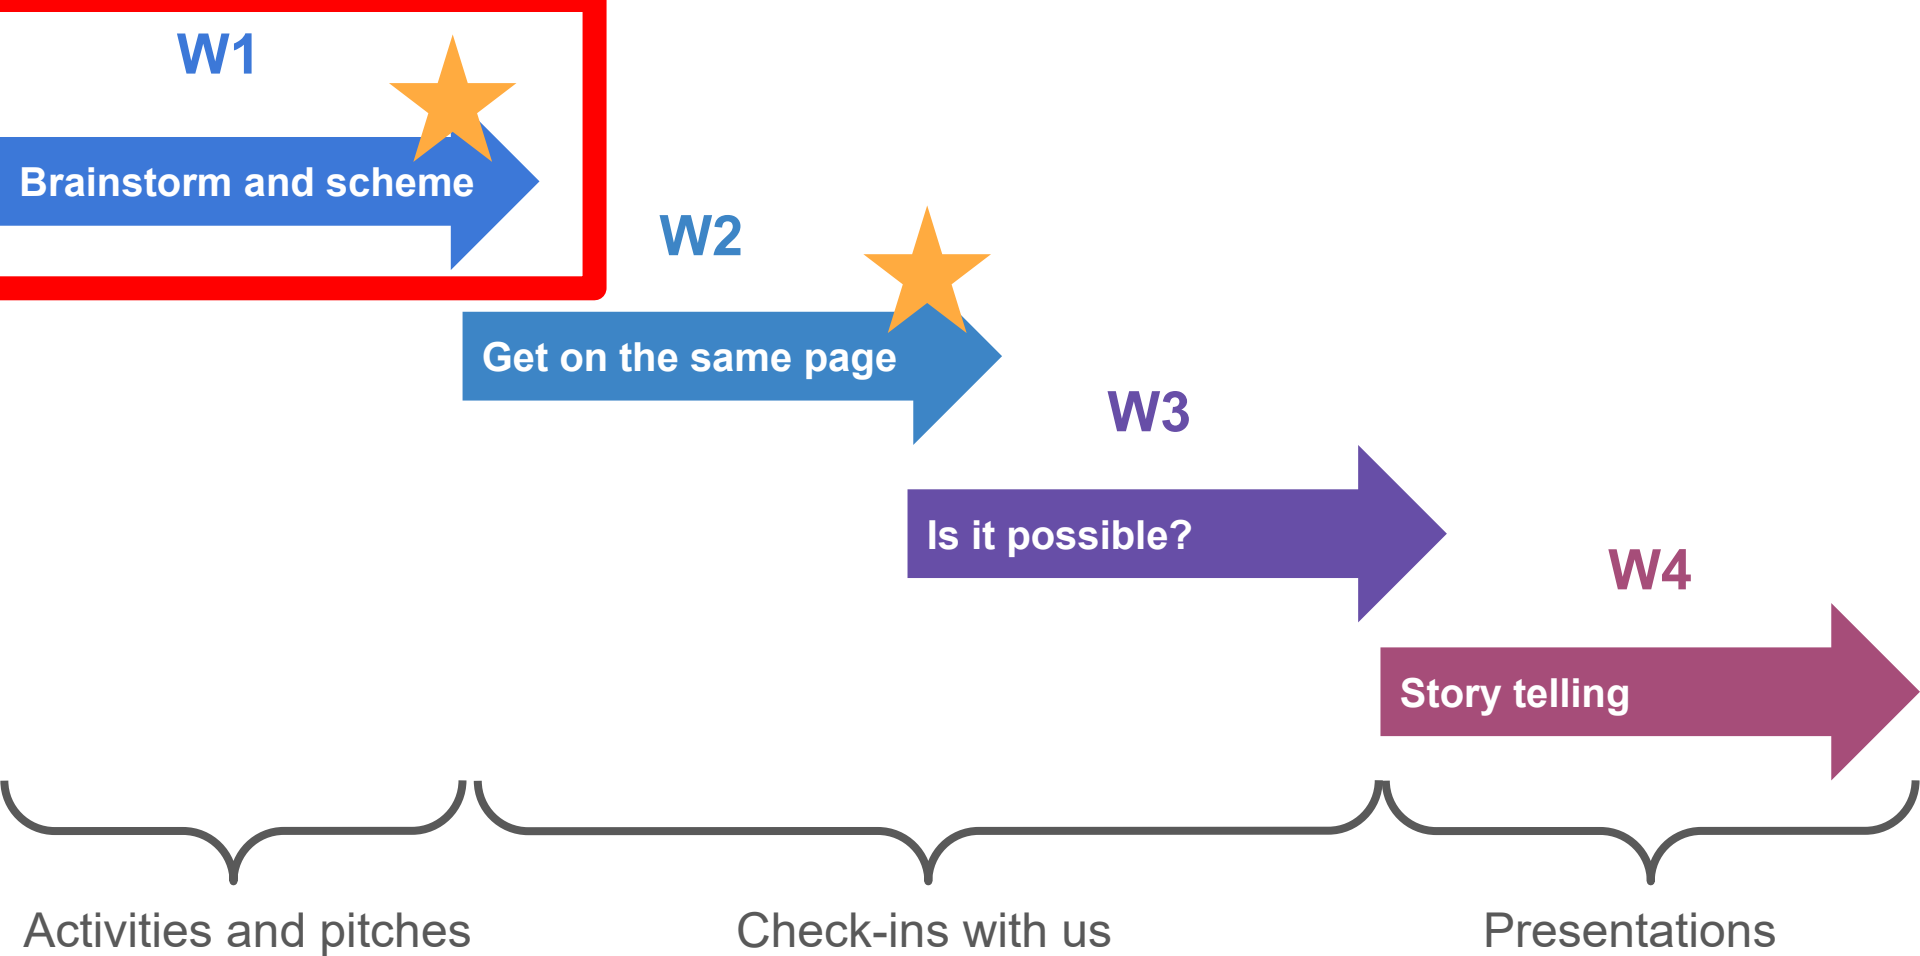 W1
Brainstorm and scheme
W2
Get on the same page
W3
Is it possible?
W4
Story telling
Activities and pitches
Check-ins with us
Presentations